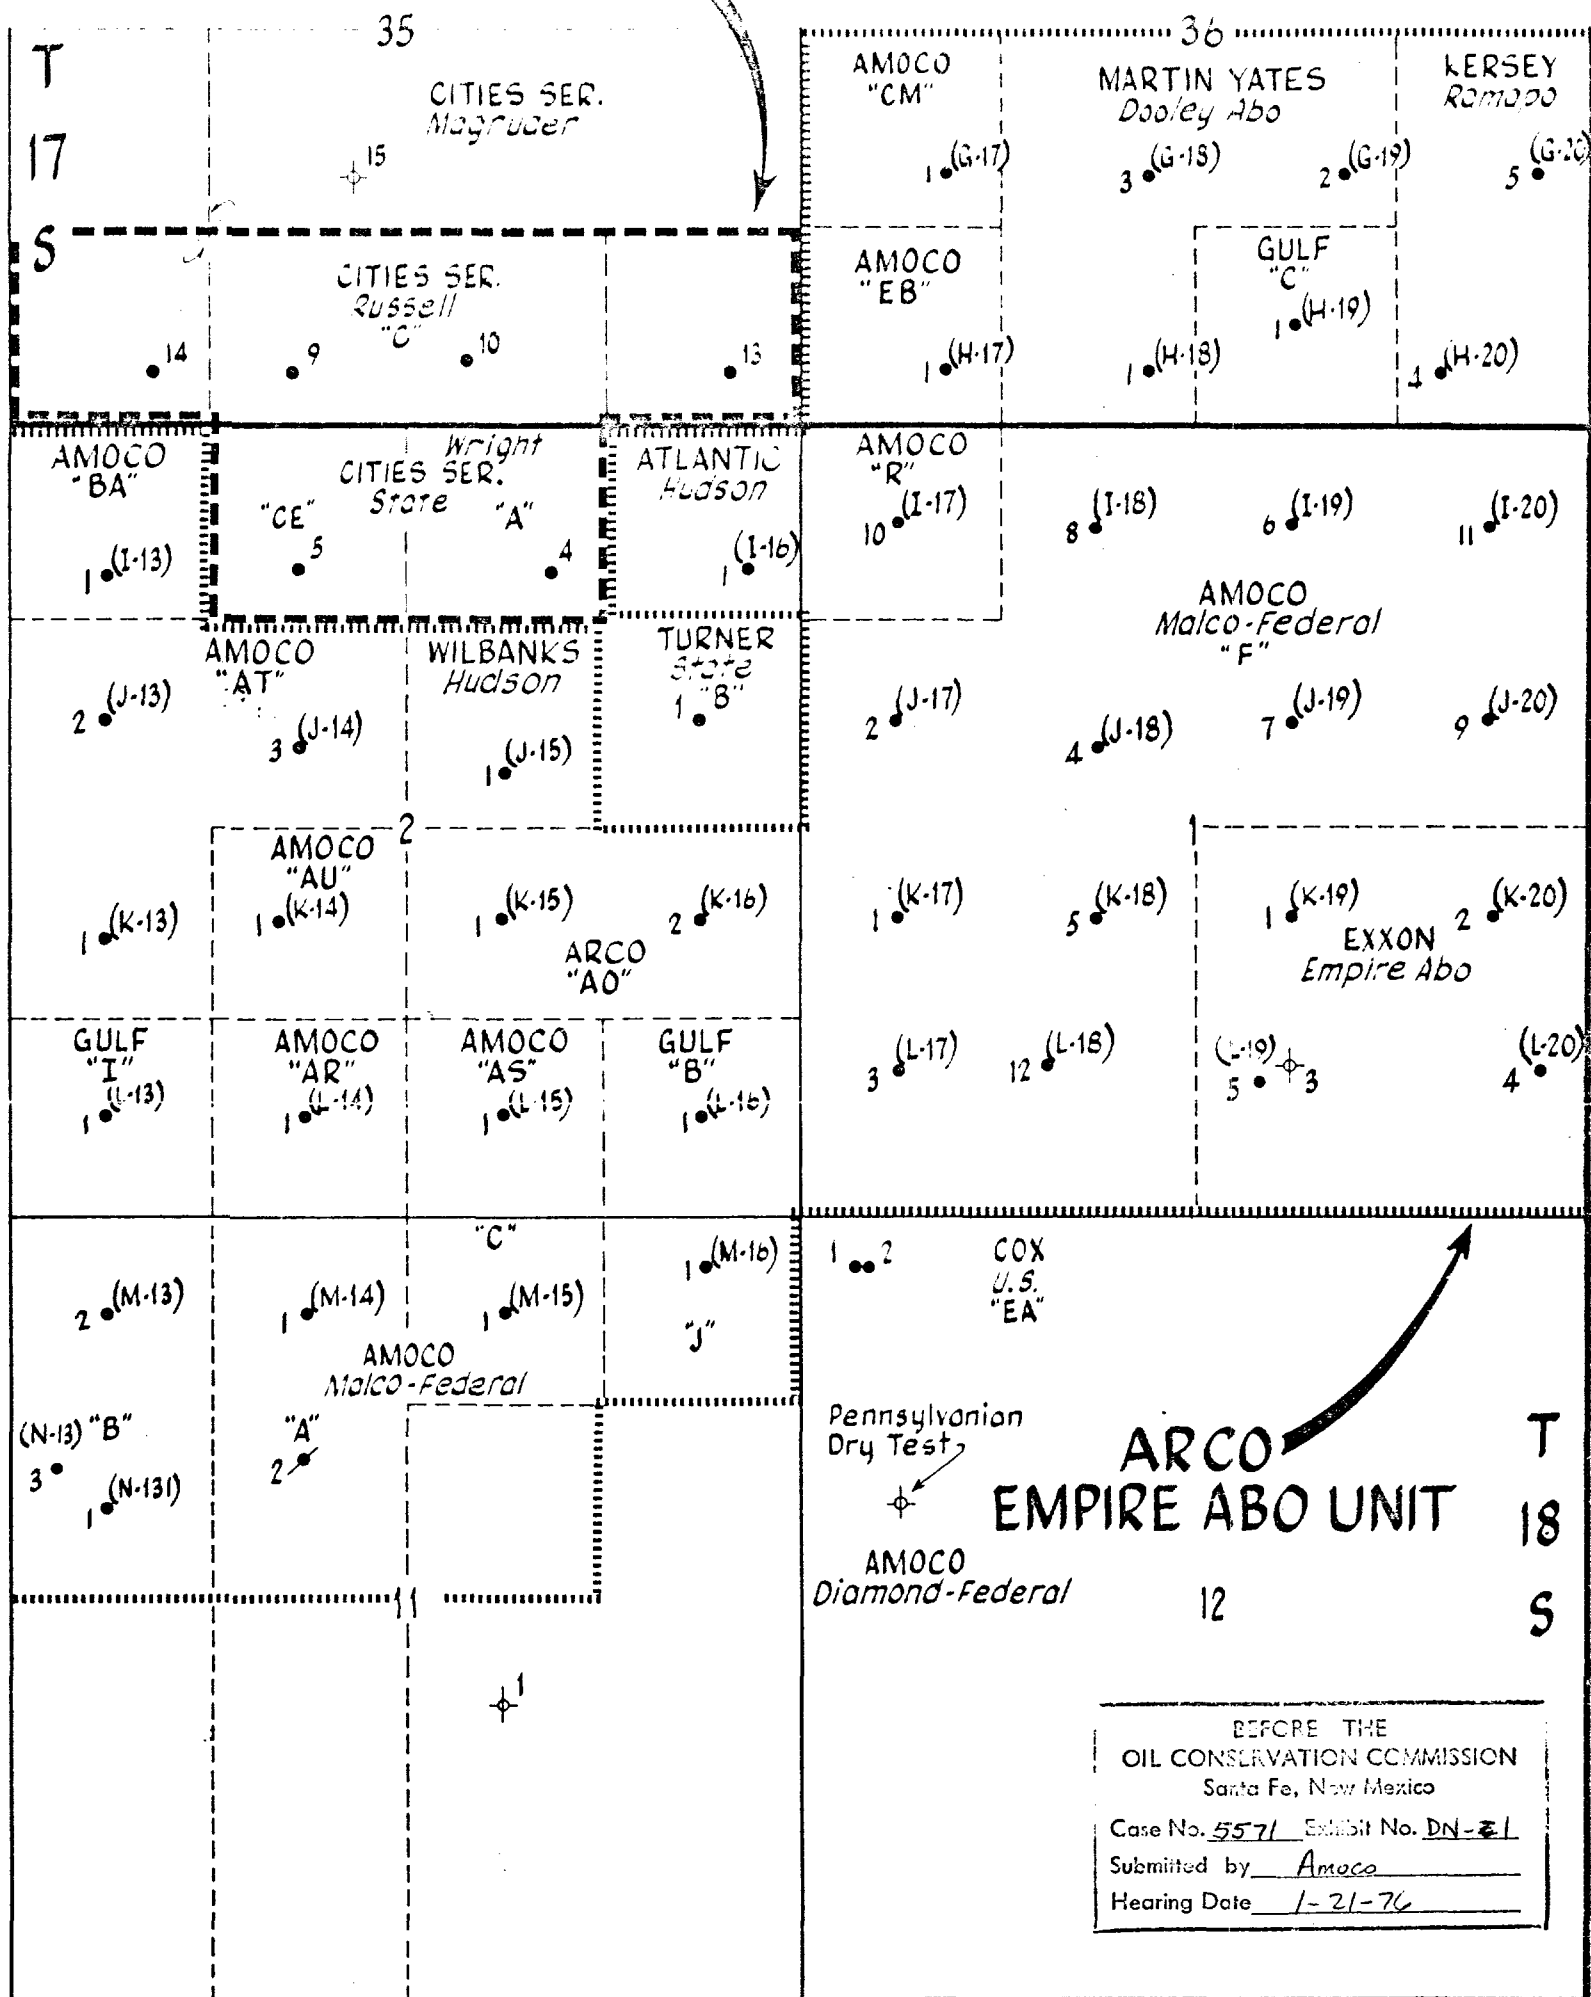 T
17
S
35
CITIES SER.
Magruder
15
CITIES SER.
Russell
"C"
14
9
10
13
36
AMOCO
"CM"
1 (G-17)
MARTIN YATES
Dooley Abo
3 (G-18)
2 (G-19)
KERSEY
Ramapo
5 (G-20)
AMOCO
"EB"
1 (H-17)
1 (H-18)
GULF
"C"
1 (H-19)
4 (H-20)
AMOCO
"BA"
1 (I-13)
Wright
CITIES SER.
State
"CE"
"A"
5
4
ATLANTIC
Hudson
1 (I-16)
AMOCO
"R"
10 (I-17)
8 (I-18)
6 (I-19)
11 (I-20)
AMOCO
Malco-Federal
"F"
AMOCO
"AT"
WILBANKS
Hudson
TURNER
State
"B"
1
2 (J-13)
3 (J-14)
1 (J-15)
2 (J-17)
4 (J-18)
7 (J-19)
9 (J-20)
2
1
AMOCO
"AU"
1 (K-13)
1 (K-14)
1 (K-15)
2 (K-16)
ARCO
"AO"
1 (K-17)
5 (K-18)
1 (K-19)
2 (K-20)
EXXON
Empire Abo
GULF
"I"
1 (L-13)
AMOCO
"AR"
1 (L-14)
AMOCO
"AS"
1 (L-15)
GULF
"B"
1 (L-16)
3 (L-17)
12 (L-18)
(L-19)
5
3
(L-20)
4
"C"
2 (M-13)
1 (M-14)
1 (M-15)
1 (M-16)
"J"
AMOCO
Malco-Federal
(N-13) "B"
3
1 (N-131)
"A"
2
11
1
1 2
COX
U.S.
"EA"
Pennsylvanian
Dry Test
AMOCO
Diamond-Federal
ARCO
EMPIRE ABO UNIT
12
T
18
S
BEFORE THE
OIL CONSERVATION COMMISSION
Santa Fe, New Mexico
Case No. 5571 Exhibit No. DN-1
Submitted by Amoco
Hearing Date 1-21-76